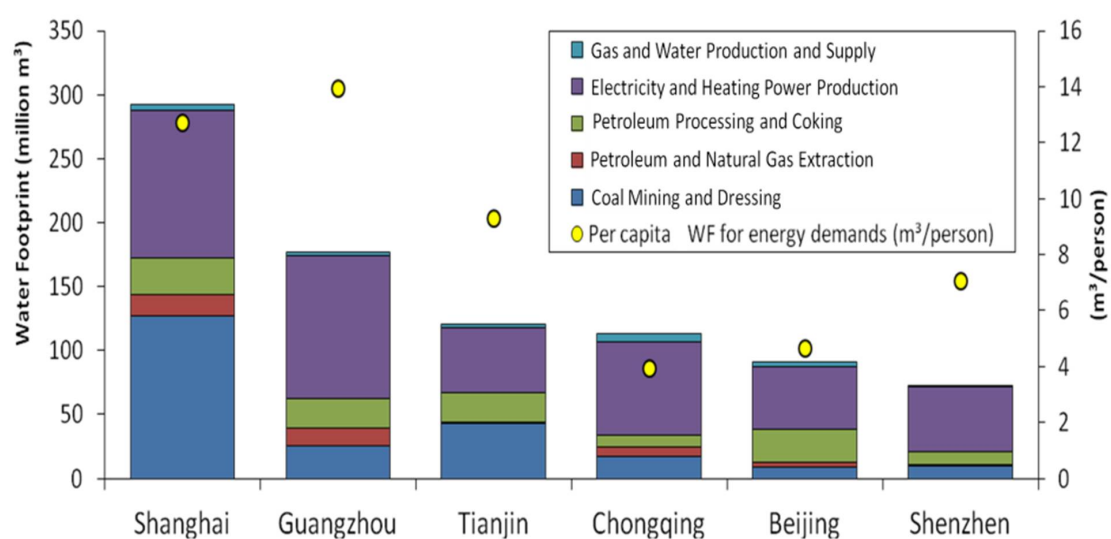 Water Footprint (million m³)
350
300
250
200
150
100
50
0
Gas and Water Production and Supply
Electricity and Heating Power Production
Petroleum Processing and Coking
Petroleum and Natural Gas Extraction
Coal Mining and Dressing
Per capita WF for energy demands (m³/person)
16
14
12
10
8
6
4
2
0
(m³/person)
Shanghai Guangzhou Tianjin Chongqing Beijing Shenzhen